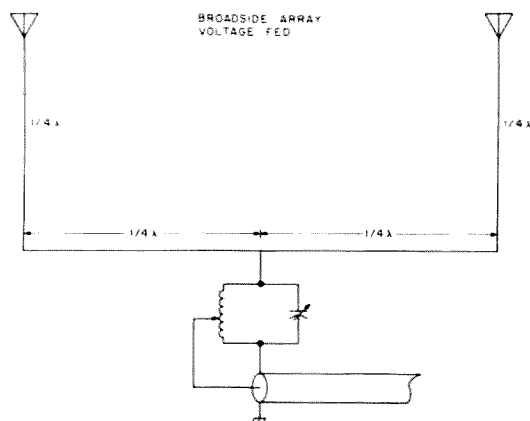 BROADSIDE ARRAY
VOLTAGE FED
1/4 λ
1/4 λ
1/4 λ
1/4 λ